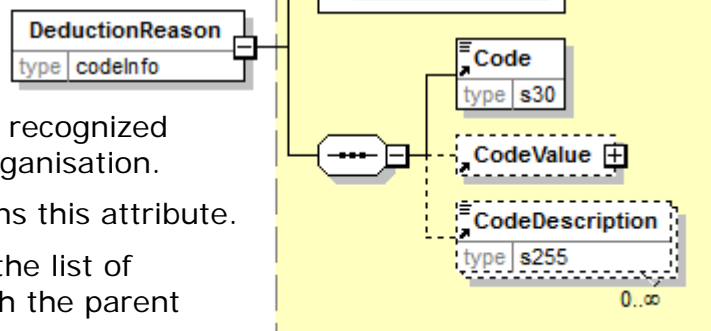 DeductionReason
type codeInfo
recognized
ganisation.
ns this attribute.
the list of
h the parent
Code
type s30
CodeValue
CodeDescription
type s255
0..∞